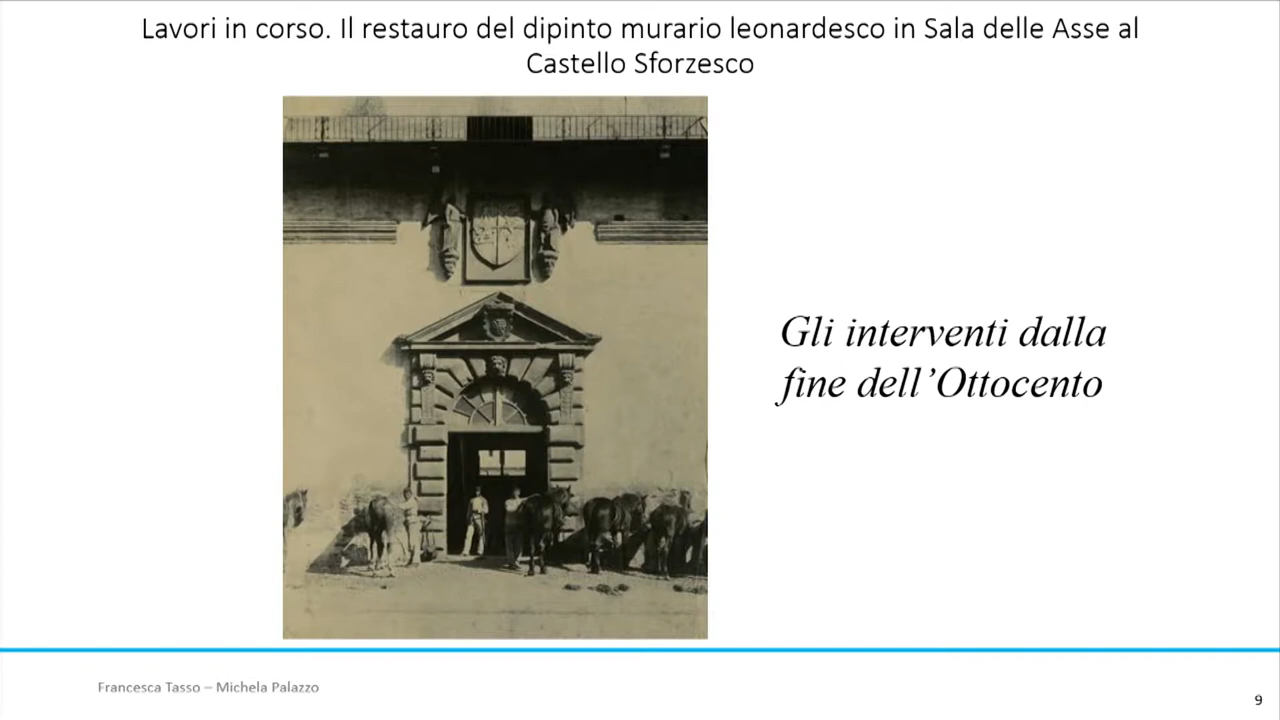 Lavori in corso. Il restauro del dipinto murario leonardesco in Sala delle Asse al
Castello Sforzesco
Gli interventi dalla
fine dell’Ottocento
Francesca Tasso – Michela Palazzo
9